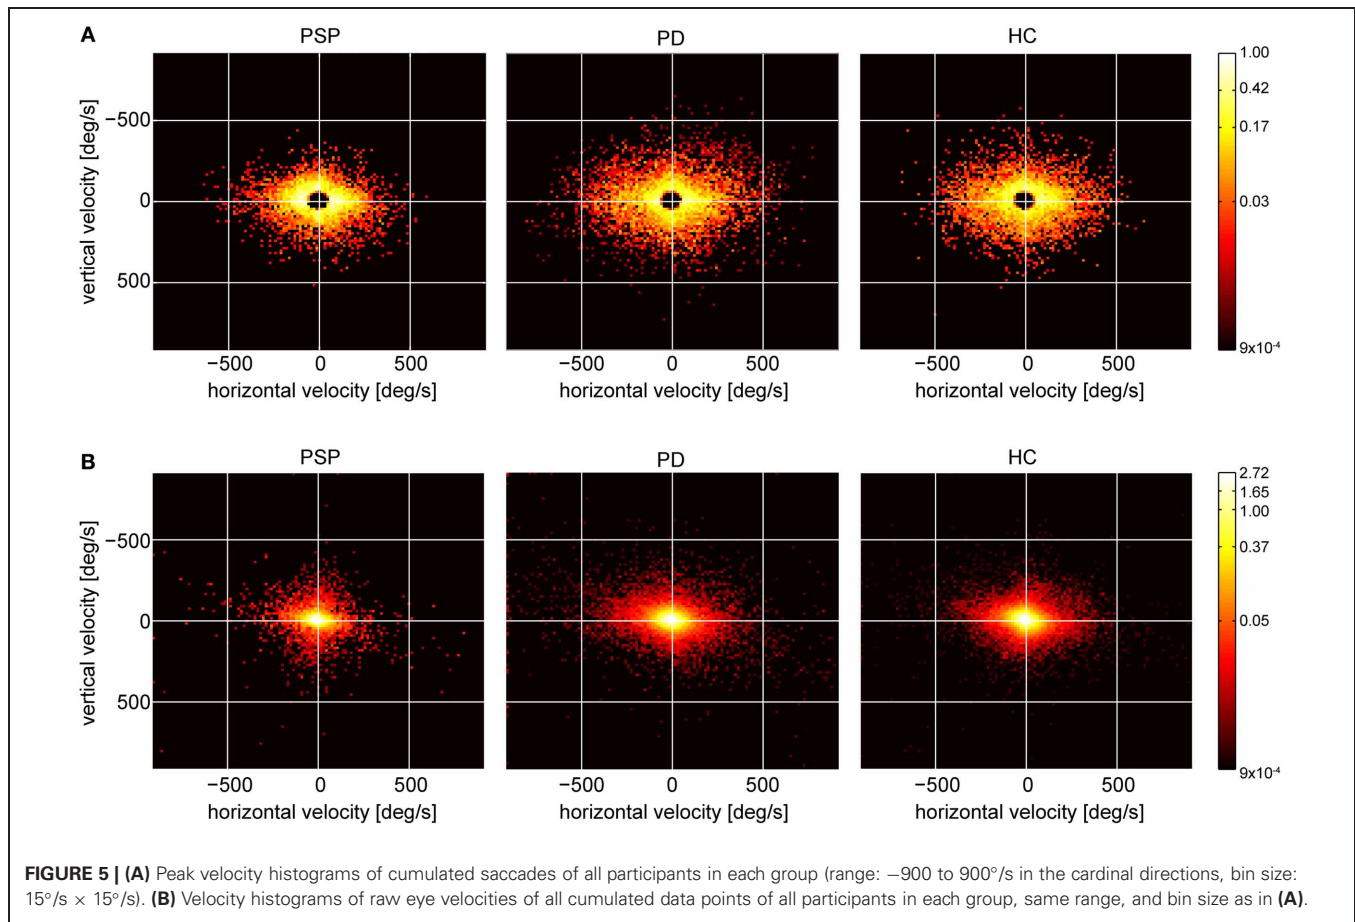 A
PSP
PD
HC
vertical velocity [deg/s]
−500
0
500
−500 0 500
−500 0 500
−500 0 500
horizontal velocity [deg/s]
horizontal velocity [deg/s]
horizontal velocity [deg/s]
1.00
0.42
0.17
0.03
9x10-4
B
PSP
PD
HC
vertical velocity [deg/s]
−500
0
500
−500 0 500
−500 0 500
−500 0 500
horizontal velocity [deg/s]
horizontal velocity [deg/s]
horizontal velocity [deg/s]
2.72
1.65
1.00
0.37
0.05
9x10-4
FIGURE 5 | (A) Peak velocity histograms of cumulated saccades of all participants in each group (range: −900 to 900°/s in the cardinal directions, bin size:
15°/s × 15°/s). (B) Velocity histograms of raw eye velocities of all cumulated data points of all participants in each group, same range, and bin size as in (A).